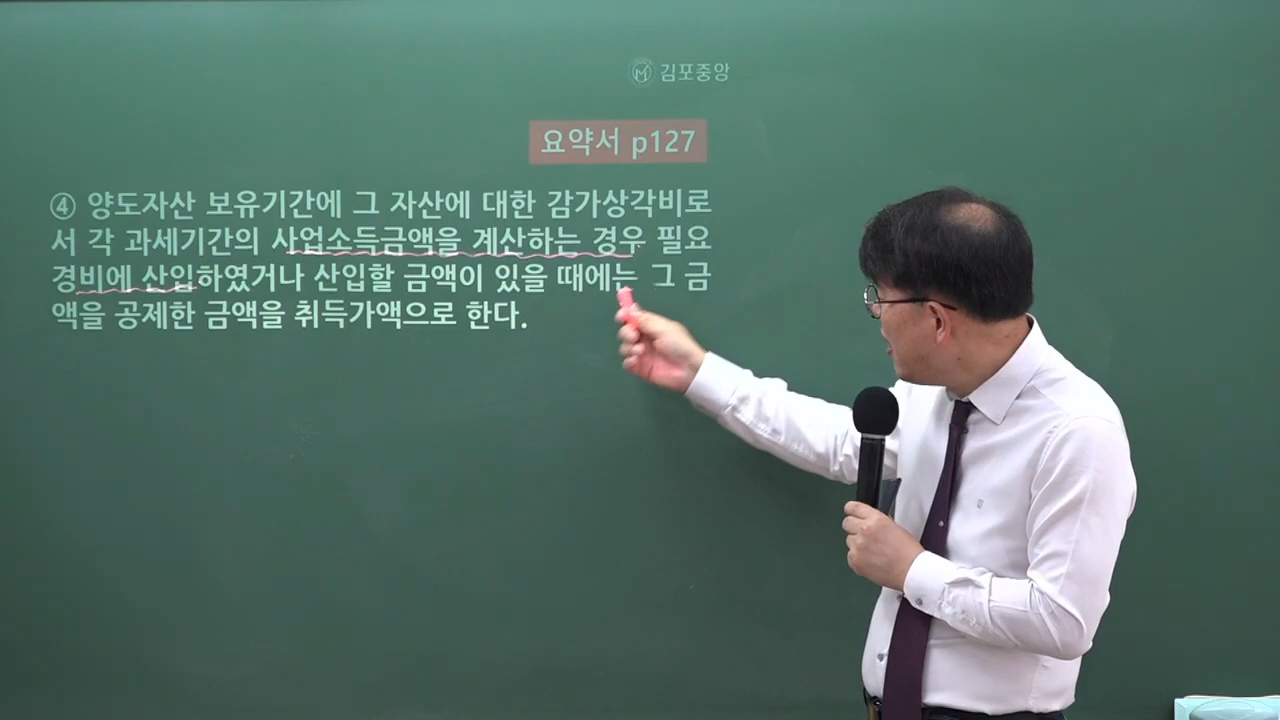 김포중앙
요약서 p127
④ 양도자산 보유기간에 그 자산에 대한 감가상각비로
서 각 과세기간의 사업소득금액을 계산하는 경우 필요
경비에 산입하였거나 산입할 금액이 있을 때에는 그 금
액을 공제한 금액을 취득가액으로 한다.